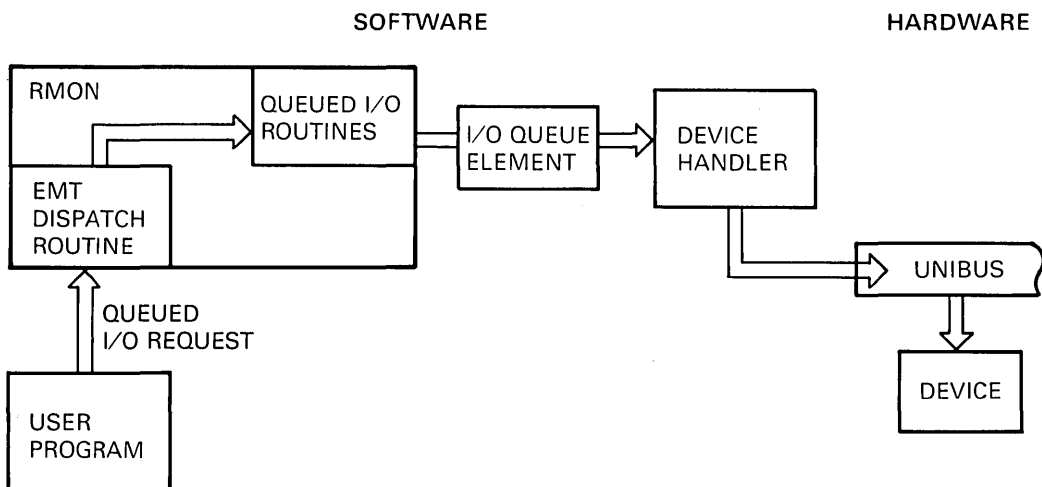 SOFTWARE
HARDWARE
RMON
QUEUED I/O
ROUTINES
I/O QUEUE
ELEMENT
DEVICE
HANDLER
EMT
DISPATCH
ROUTINE
UNIBUS
QUEUED
I/O REQUEST
DEVICE
USER
PROGRAM